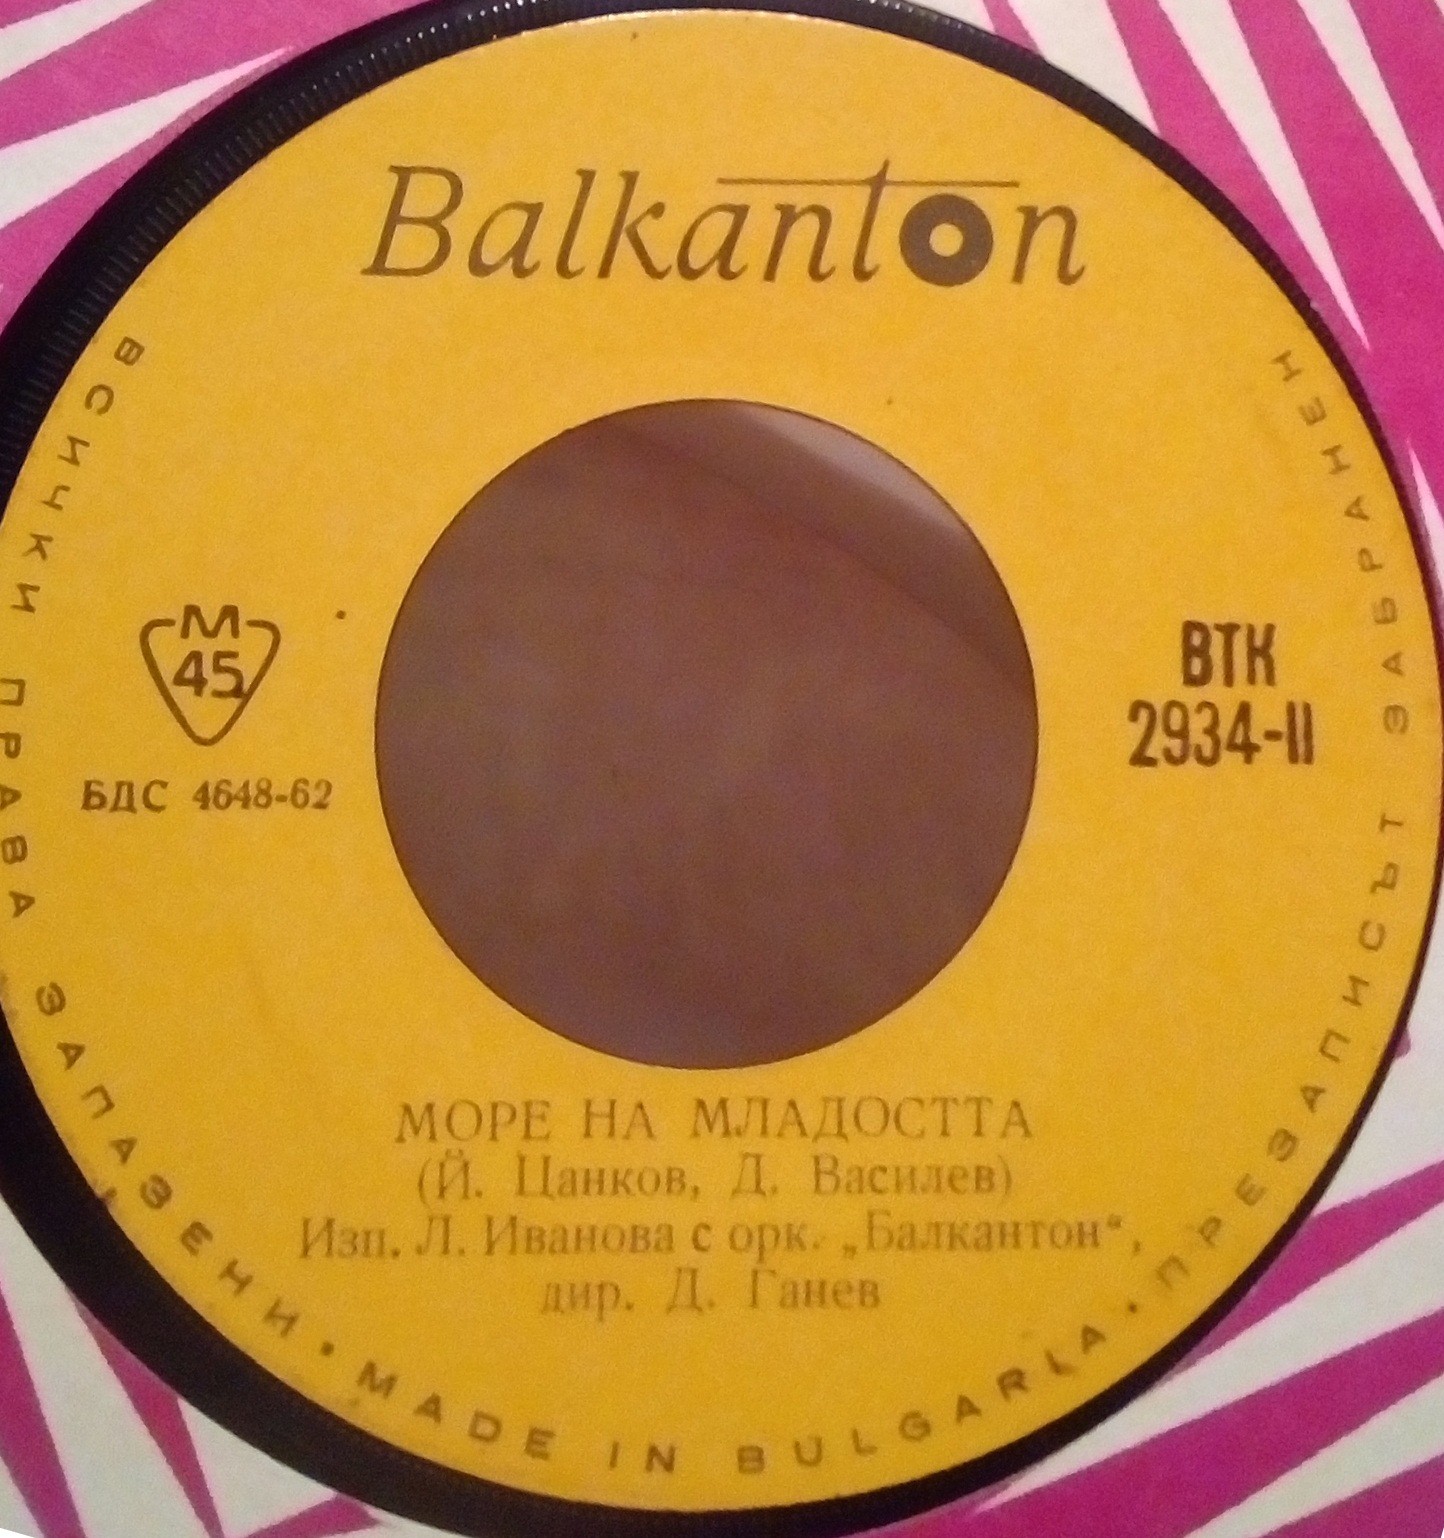 Balkanton
М
45
БДС 4648-62
ВТК
2934-II
МОРЕ НА МЛАДОСТТА
(Й. Цанков, Д. Василев)
Изп. Л. Иванова с орк. „Балкантон“,
дир. Д. Ганев
ВСИЧКИ ПРАВА ЗАПАЗЕНИ · MADE IN BULGARIA · ПРЕЗАПИСЪТ ЗАБРАНЕН